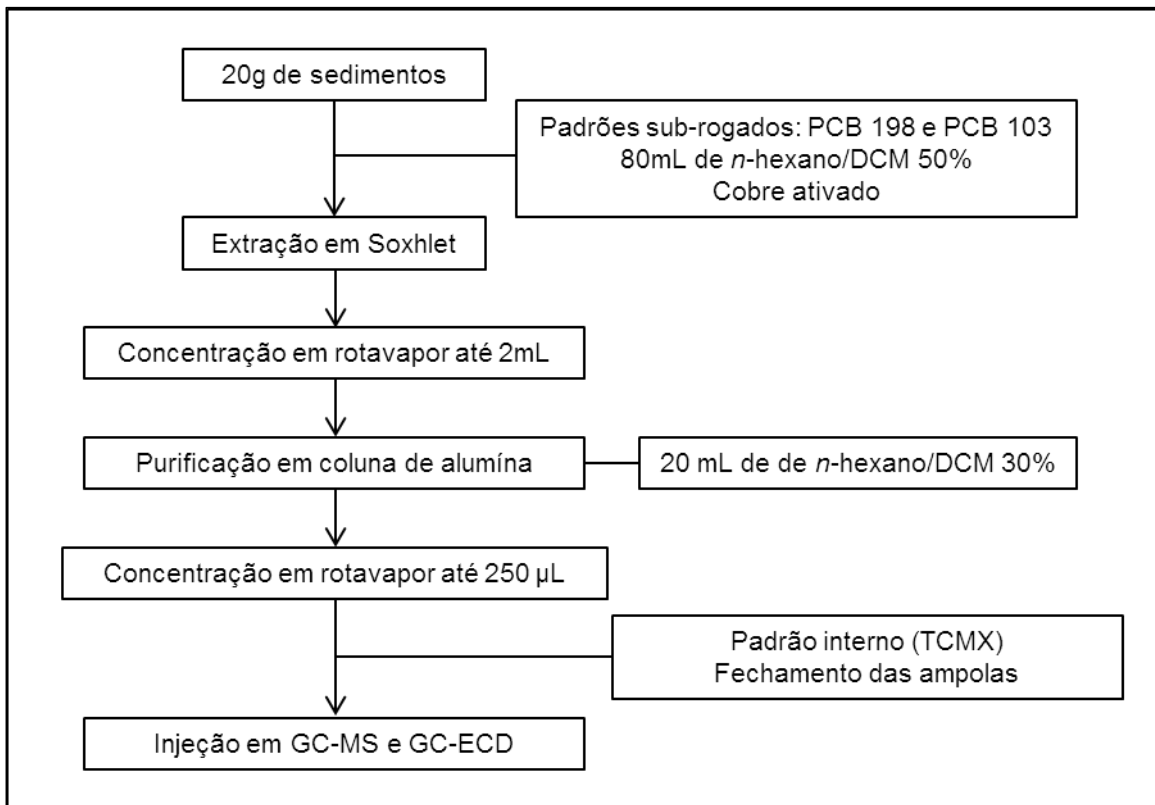 20g de sedimentos
Padrões sub-rogados: PCB 198 e PCB 103
80mL de n-hexano/DCM 50%
Cobre ativado
Extração em Soxhlet
Concentração em rotavapor até 2mL
Purificação em coluna de alumína
20 mL de de n-hexano/DCM 30%
Concentração em rotavapor até 250 µL
Padrão interno (TCMX)
Fechamento das ampolas
Injeção em GC-MS e GC-ECD